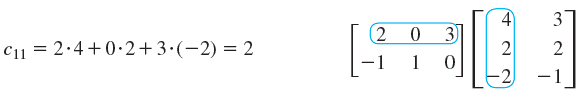 c₁₁ = 2·4+0·2+3·(−2) = 2
2 0 3
−1 1 0
4 3
2 2
−2 −1